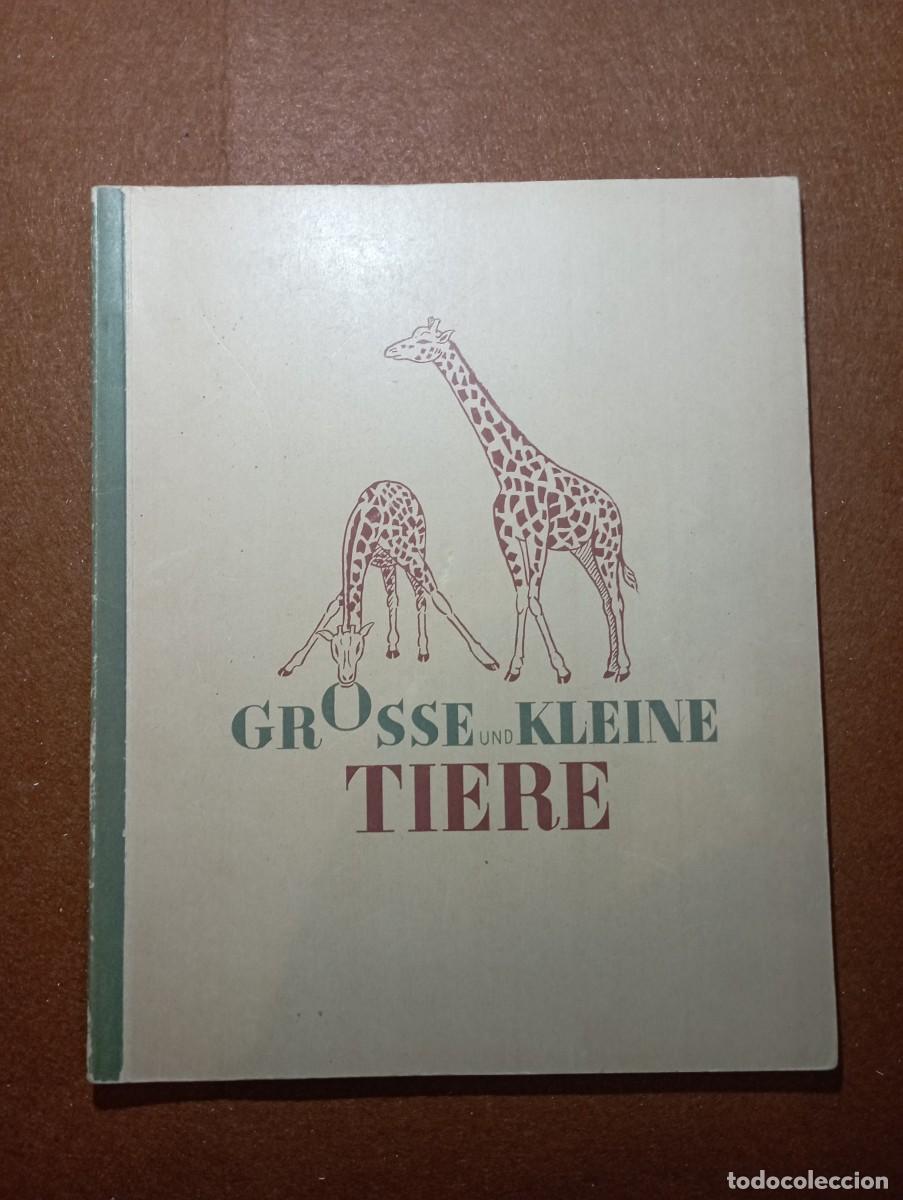 GROSSE UND KLEINE
TIERE
todocoleccion